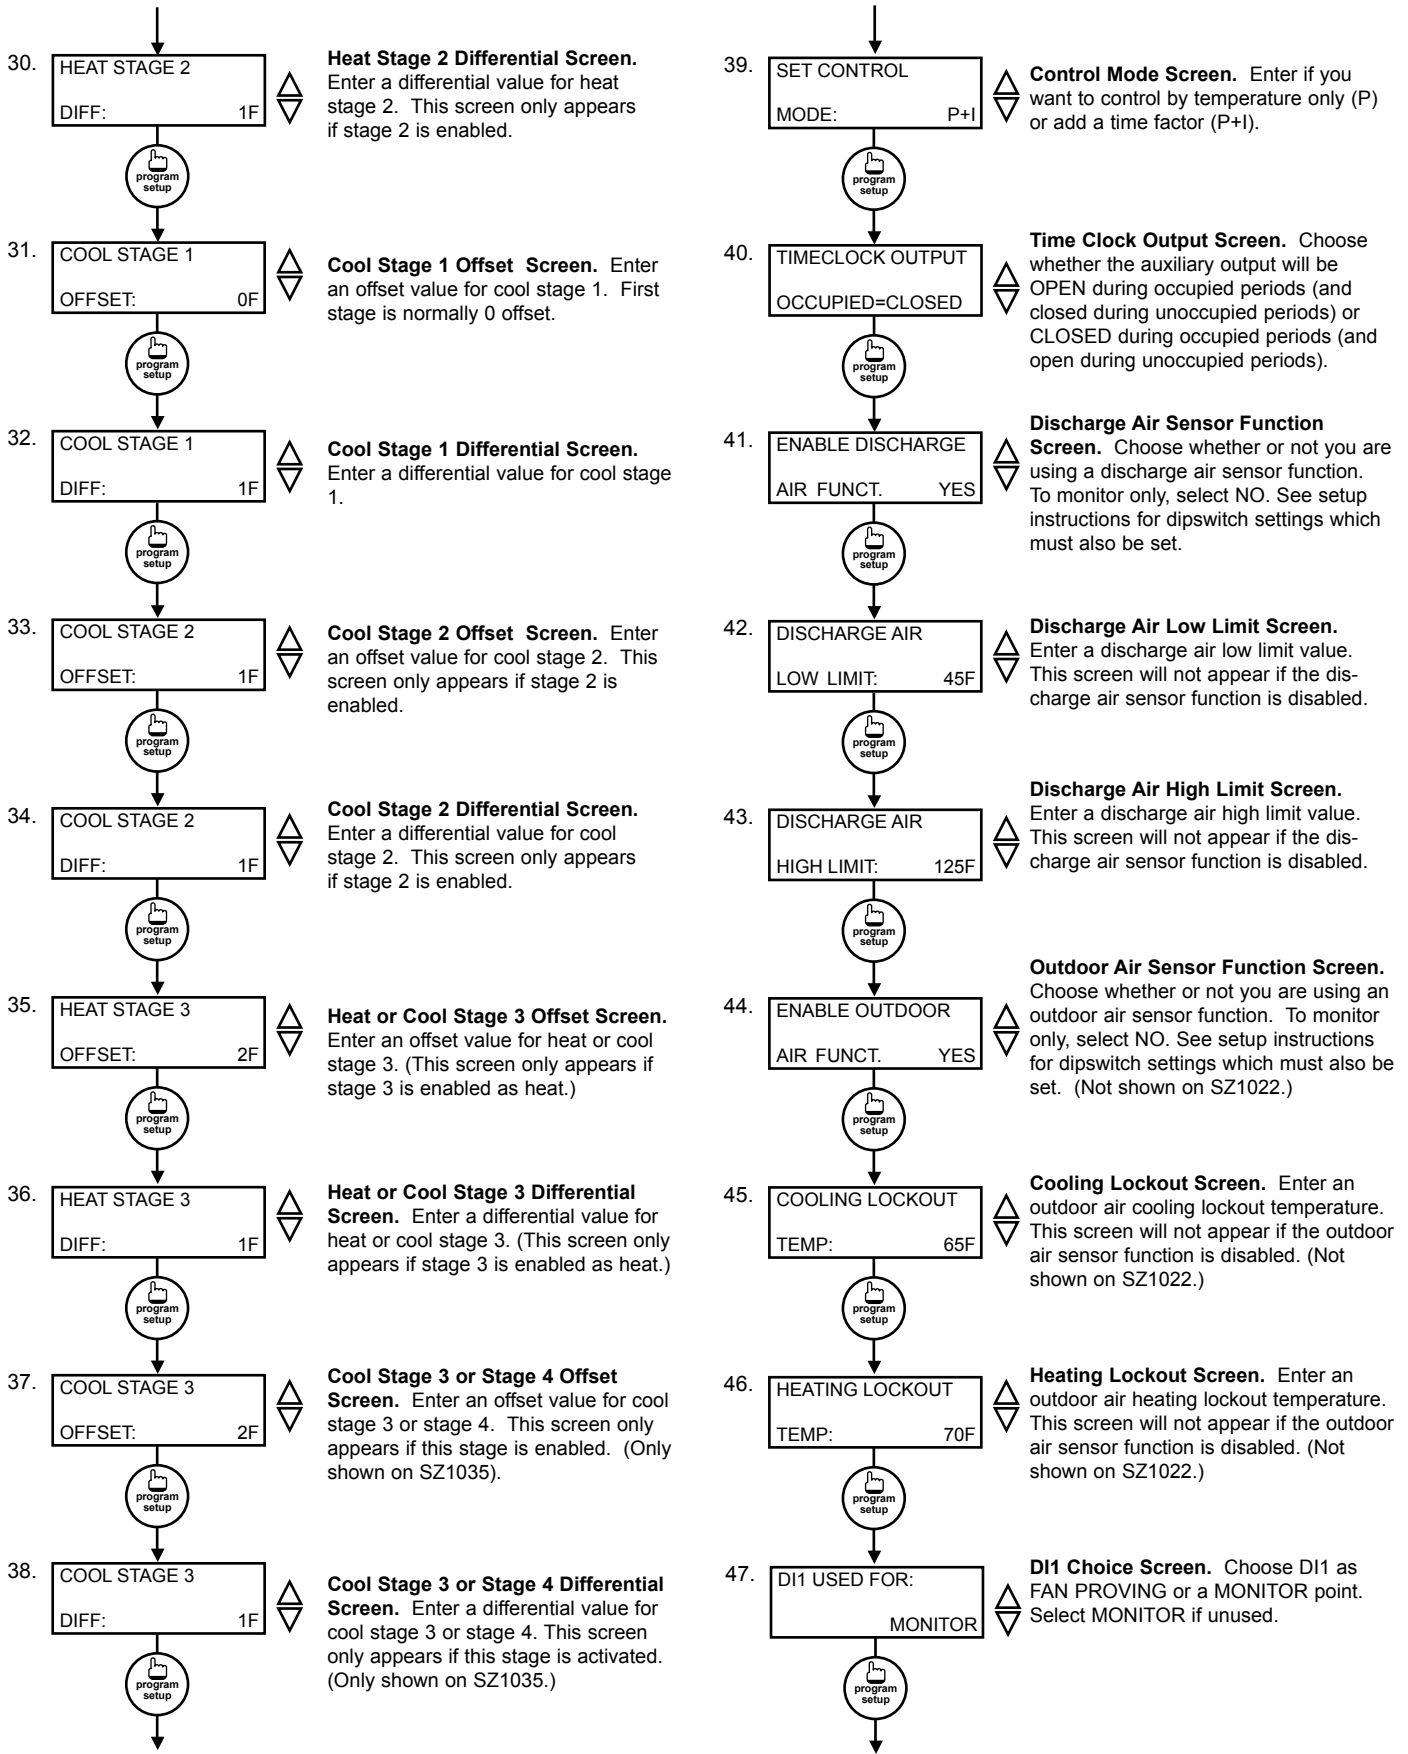 30.
HEAT STAGE 2
DIFF: 1F
Heat Stage 2 Differential Screen.
Enter a differential value for heat
stage 2. This screen only appears
if stage 2 is enabled.
program
setup
31.
COOL STAGE 1
OFFSET: 0F
Cool Stage 1 Offset Screen. Enter
an offset value for cool stage 1. First
stage is normally 0 offset.
program
setup
32.
COOL STAGE 1
DIFF: 1F
Cool Stage 1 Differential Screen.
Enter a differential value for cool stage
1.
program
setup
33.
COOL STAGE 2
OFFSET: 1F
Cool Stage 2 Offset Screen. Enter
an offset value for cool stage 2. This
screen only appears if stage 2 is
enabled.
program
setup
34.
COOL STAGE 2
DIFF: 1F
Cool Stage 2 Differential Screen.
Enter a differential value for cool
stage 2. This screen only appears
if stage 2 is enabled.
program
setup
35.
HEAT STAGE 3
OFFSET: 2F
Heat or Cool Stage 3 Offset Screen.
Enter an offset value for heat or cool
stage 3. (This screen only appears if
stage 3 is enabled as heat.)
program
setup
36.
HEAT STAGE 3
DIFF: 1F
Heat or Cool Stage 3 Differential
Screen. Enter a differential value for
heat or cool stage 3. (This screen only
appears if stage 3 is enabled as heat.)
program
setup
37.
COOL STAGE 3
OFFSET: 2F
Cool Stage 3 or Stage 4 Offset
Screen. Enter an offset value for cool
stage 3 or stage 4. This screen only
appears if this stage is enabled. (Only
shown on SZ1035).
program
setup
38.
COOL STAGE 3
DIFF: 1F
Cool Stage 3 or Stage 4 Differential
Screen. Enter a differential value for
cool stage 3 or stage 4. This screen
only appears if this stage is activated.
(Only shown on SZ1035.)
program
setup
39.
SET CONTROL
MODE: P+I
Control Mode Screen. Enter if you
want to control by temperature only (P)
or add a time factor (P+I).
program
setup
40.
TIMECLOCK OUTPUT
OCCUPIED=CLOSED
Time Clock Output Screen. Choose
whether the auxiliary output will be
OPEN during occupied periods (and
closed during unoccupied periods) or
CLOSED during occupied periods (and
open during unoccupied periods).
program
setup
41.
ENABLE DISCHARGE
AIR FUNCT. YES
Discharge Air Sensor Function
Screen. Choose whether or not you are
using a discharge air sensor function.
To monitor only, select NO. See setup
instructions for dipswitch settings which
must also be set.
program
setup
42.
DISCHARGE AIR
LOW LIMIT: 45F
Discharge Air Low Limit Screen.
Enter a discharge air low limit value.
This screen will not appear if the dis-
charge air sensor function is disabled.
program
setup
43.
DISCHARGE AIR
HIGH LIMIT: 125F
Discharge Air High Limit Screen.
Enter a discharge air high limit value.
This screen will not appear if the dis-
charge air sensor function is disabled.
program
setup
44.
ENABLE OUTDOOR
AIR FUNCT. YES
Outdoor Air Sensor Function Screen.
Choose whether or not you are using an
outdoor air sensor function. To monitor
only, select NO. See setup instructions
for dipswitch settings which must also be
set. (Not shown on SZ1022.)
program
setup
45.
COOLING LOCKOUT
TEMP: 65F
Cooling Lockout Screen. Enter an
outdoor air cooling lockout temperature.
This screen will not appear if the outdoor
air sensor function is disabled. (Not
shown on SZ1022.)
program
setup
46.
HEATING LOCKOUT
TEMP: 70F
Heating Lockout Screen. Enter an
outdoor air heating lockout temperature.
This screen will not appear if the outdoor
air sensor function is disabled. (Not
shown on SZ1022.)
program
setup
47.
DI1 USED FOR:
MONITOR
DI1 Choice Screen. Choose DI1 as
FAN PROVING or a MONITOR point.
Select MONITOR if unused.
program
setup